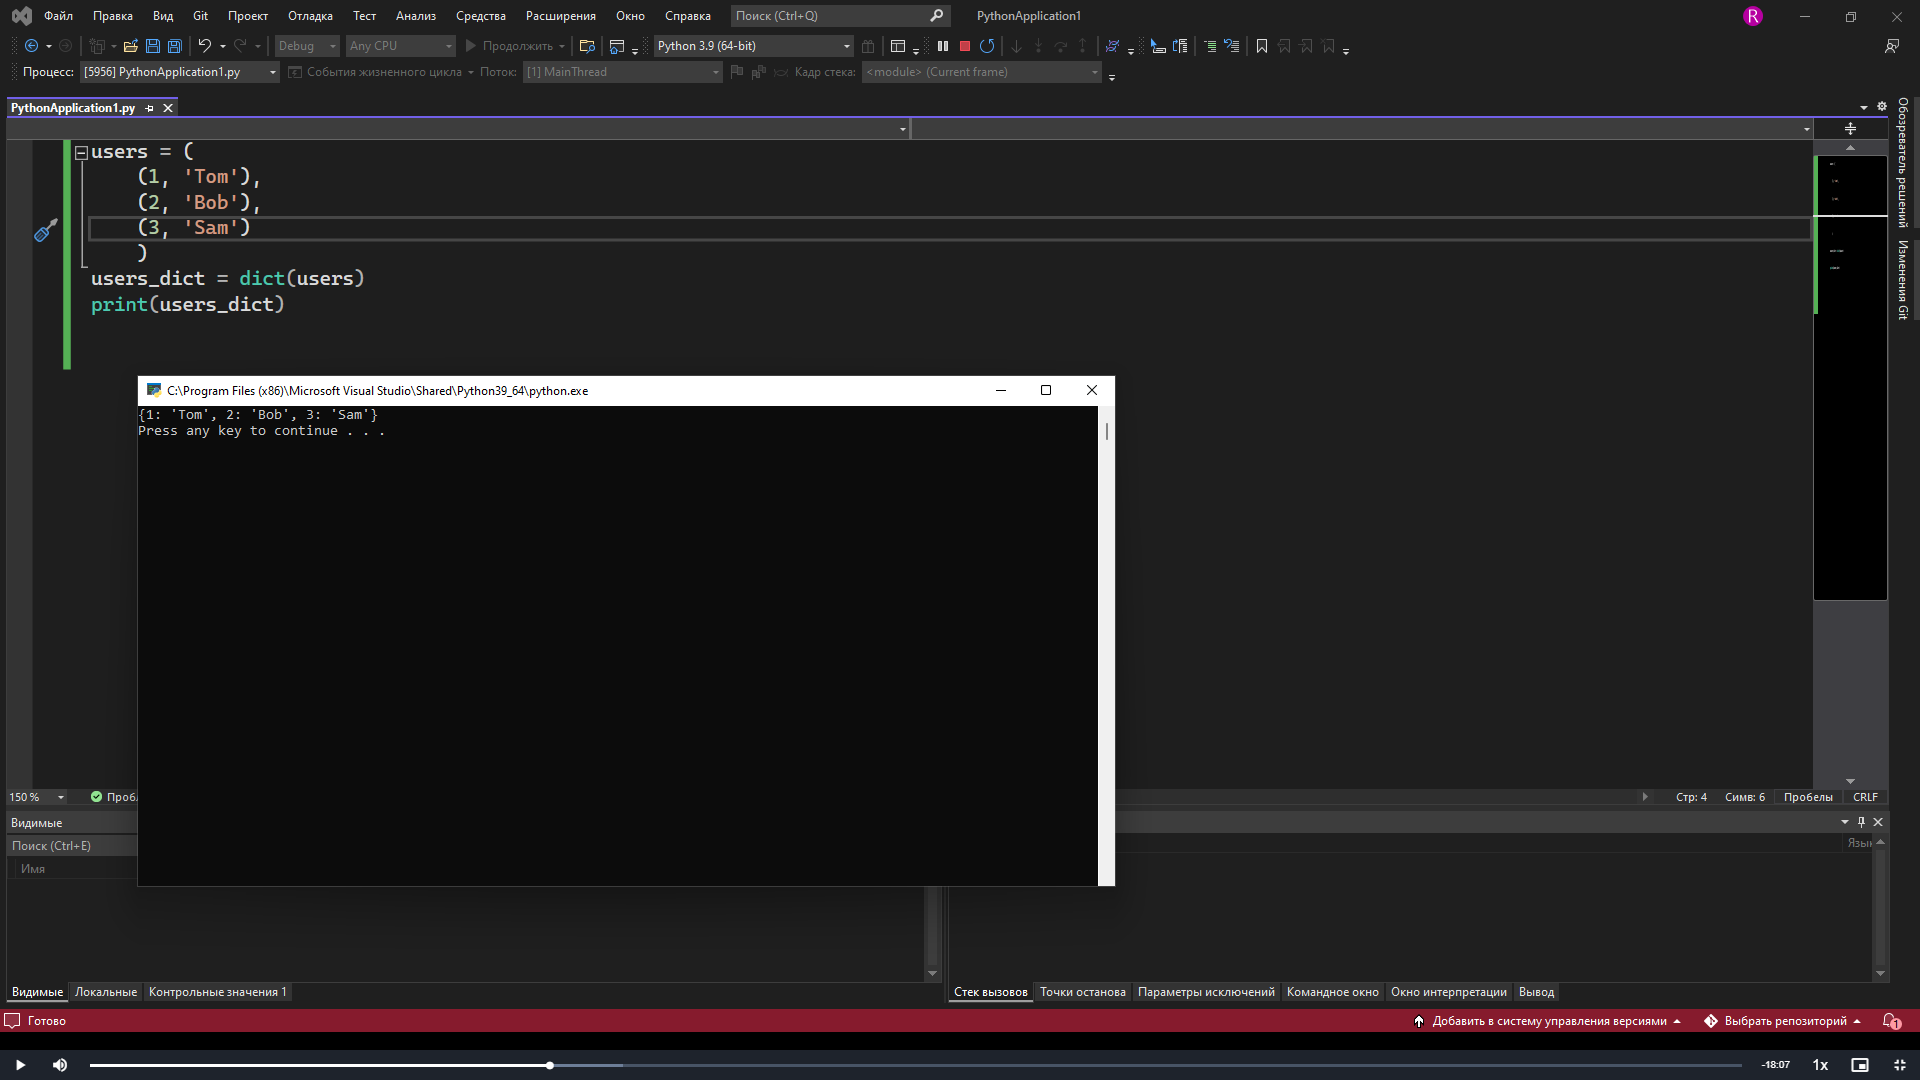 Файл Правка Вид Git Проект Отладка Тест Анализ Средства Расширения Окно Справка Поиск (Ctrl+Q) PythonApplication1 R
Debug Any CPU Продолжить Python 3.9 (64-bit)
Процесс: [5956] PythonApplication1.py События жизненного цикла Поток: [1] MainThread Кадр стека: <module> (Current frame)
PythonApplication1.py
Обозреватель решений
Изменения Git
users = (
(1, 'Tom'),
(2, 'Bob'),
(3, 'Sam')
)
users_dict = dict(users)
print(users_dict)
C:\Program Files (x86)\Microsoft Visual Studio\Shared\Python39_64\python.exe
{1: 'Tom', 2: 'Bob', 3: 'Sam'}
Press any key to continue . . .
150 % Стр: 4 Симв: 6 Пробелы CRLF
Видимые
Поиск (Ctrl+E)
Имя
Видимые Локальные Контрольные значения 1
Стек вызовов Точки останова Параметры исключений Командное окно Окно интерпретации Вывод
Готово Добавить в систему управления версиями Выбрать репозиторий 1
-18:07 1x